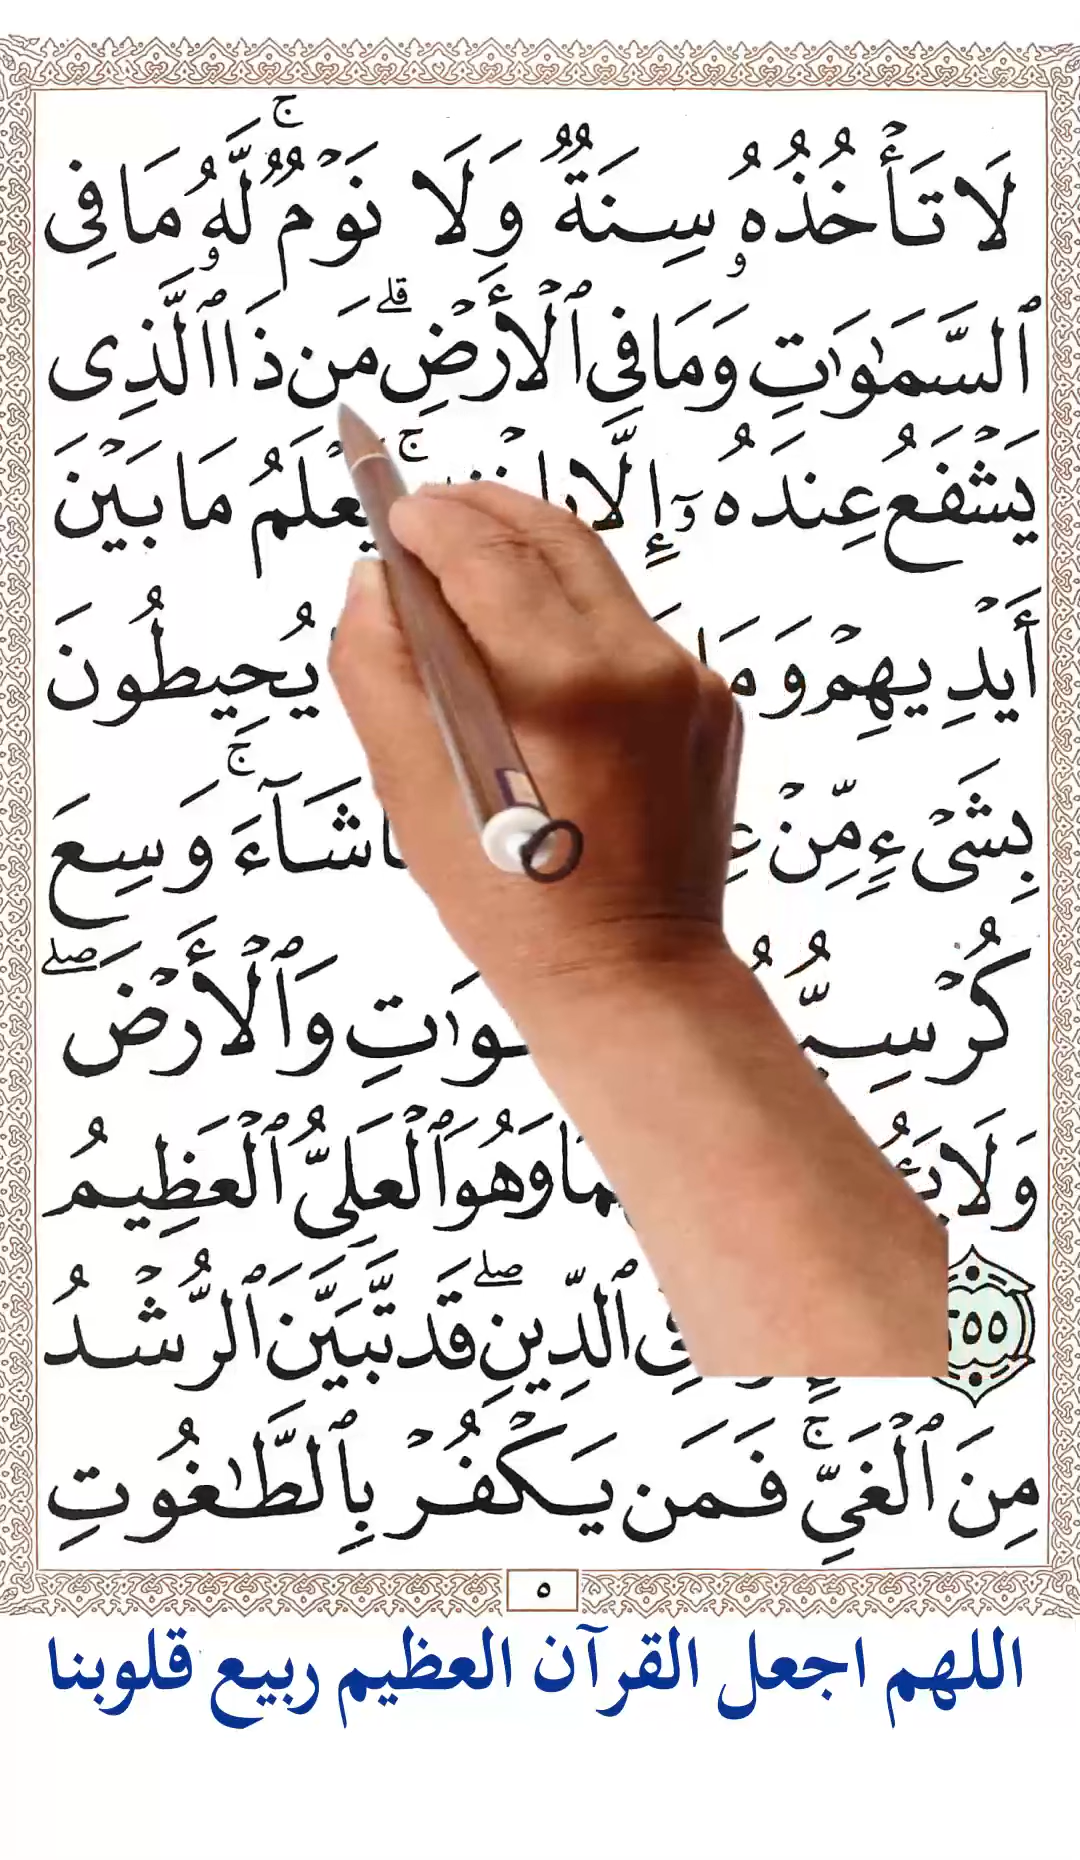 لَا تَأْخُذُهُۥ سِنَةٌ وَلَا نَوْمٌ ۚ لَّهُۥ مَا فِى
ٱلسَّمَٰوَٰتِ وَمَا فِى ٱلْأَرْضِ ۗ مَن ذَا ٱلَّذِى
يَشْفَعُ عِندَهُۥٓ إِلَّا ۚ يَعْلَمُ مَا بَيْنَ
أَيْدِيهِمْ وَمَا يُحِيطُونَ
بِشَىْءٍ مِّنْ شَآءَ ۚ وَسِعَ
وَٱلْأَرْضَ ۖ
وَلَا وَهُوَ ٱلْعَلِىُّ ٱلْعَظِيمُ
٢٥٥ ٱلدِّينِ ۖ قَد تَّبَيَّنَ ٱلرُّشْدُ
مِنَ ٱلْغَىِّ ۚ فَمَن يَكْفُرْ بِٱلطَّٰغُوتِ
٥
اللهم اجعل القرآن العظيم ربيع قلوبنا